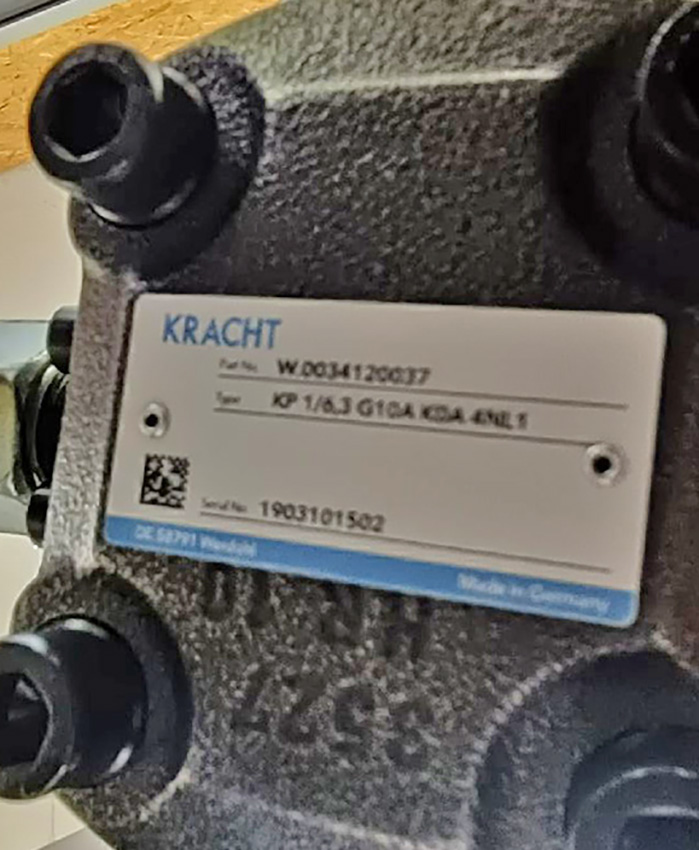 KRACHT
Part No. W.0034120037
Type KP 1/6,3 G10A K0A 4NL1
Serial No. 1903101502
DE 58791 Werdohl
Made in Germany